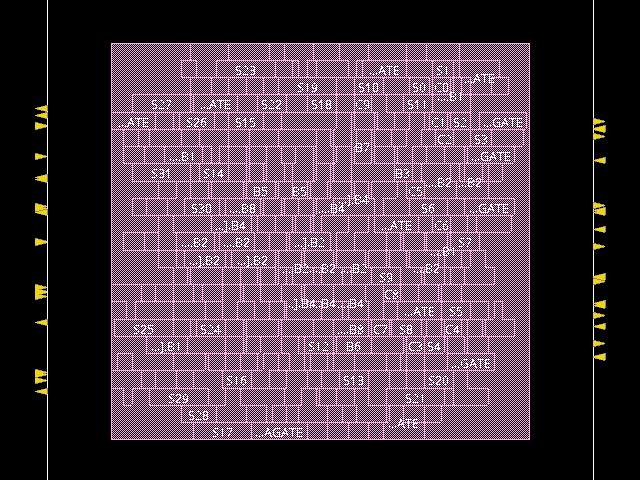 S23 ...ATE S1
S19 S10 S0 C0 ...ATE
S27 ...ATE S22 S18 C9 S11 B1
ATE S26 S15 C1 S2 ...GATE
C2 S3
...B1 B7 ...GATE
S31 S14 B3
B5 B5 C5 ...B2 ...B2
S30 B8 B4 ...B4 S6 ...GATE
...]B4 ...ATE C6
...B2 ...B2 ...]B3 S7
...]B2 ...]B2 B1
...B2 ...B2 ...B2
S9
C8
...]B4 ...B4 ...B4 ...ATE S5
S25 S24 ...B8 C7 S8 C4
...]B1 S12 B6 C3 S4
...GATE
S16 S13 S20
S29 S21
S28
S17 ...AGATE ...ATE